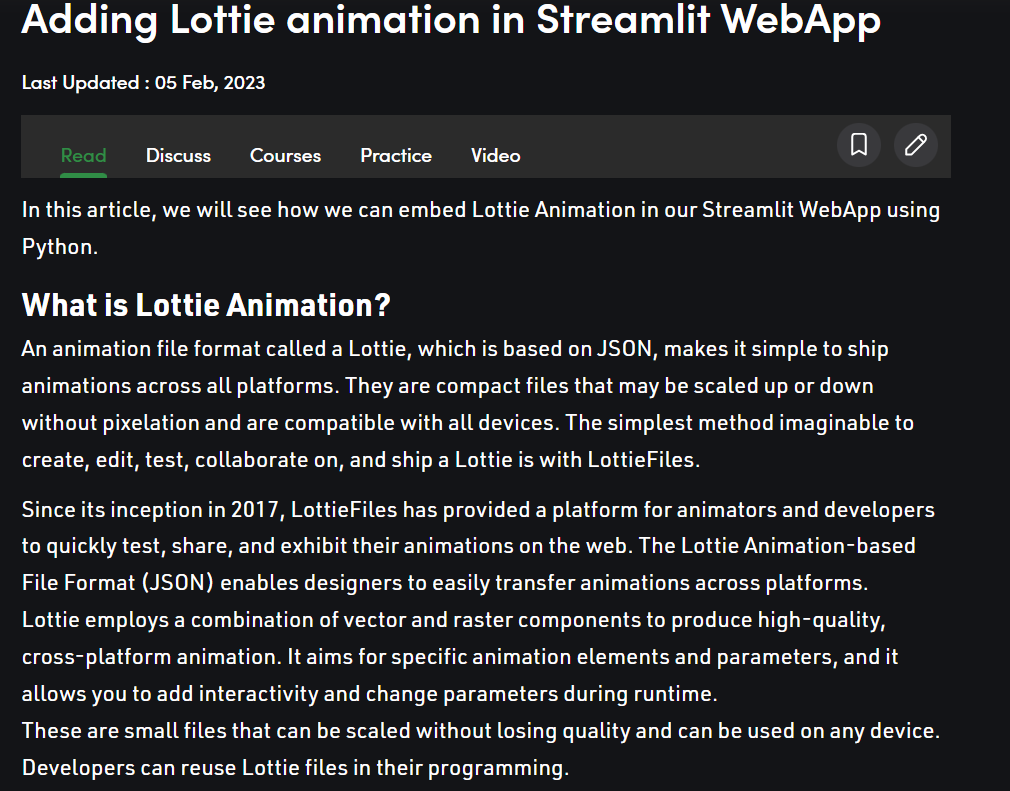 Adding Lottie animation in Streamlit WebApp
Last Updated : 05 Feb, 2023
Read Discuss Courses Practice Video
In this article, we will see how we can embed Lottie Animation in our Streamlit WebApp using
Python.
What is Lottie Animation?
An animation file format called a Lottie, which is based on JSON, makes it simple to ship
animations across all platforms. They are compact files that may be scaled up or down
without pixelation and are compatible with all devices. The simplest method imaginable to
create, edit, test, collaborate on, and ship a Lottie is with LottieFiles.
Since its inception in 2017, LottieFiles has provided a platform for animators and developers
to quickly test, share, and exhibit their animations on the web. The Lottie Animation-based
File Format (JSON) enables designers to easily transfer animations across platforms.
Lottie employs a combination of vector and raster components to produce high-quality,
cross-platform animation. It aims for specific animation elements and parameters, and it
allows you to add interactivity and change parameters during runtime.
These are small files that can be scaled without losing quality and can be used on any device.
Developers can reuse Lottie files in their programming.